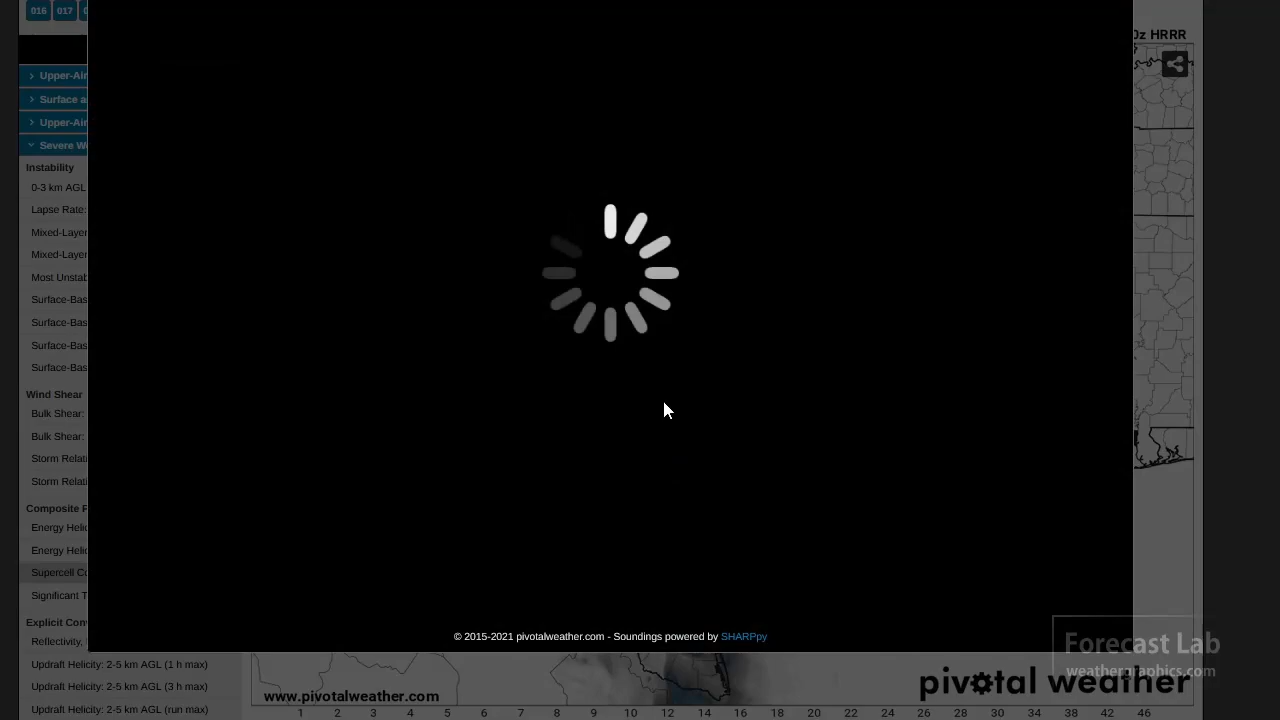 016 017
0z HRRR
Upper-Air
Surface a
Upper-Air
Severe We
Instability
0-3 km AGL
Lapse Rate:
Mixed-Layer
Mixed-Layer
Most Unstab
Surface-Bas
Surface-Bas
Surface-Bas
Surface-Bas
Wind Shear
Bulk Shear:
Bulk Shear:
Storm Relati
Storm Relati
Composite P
Energy Helic
Energy Helic
Supercell Co
Significant T
Explicit Conv
Reflectivity,
Updraft Helicity: 2-5 km AGL (1 h max)
Updraft Helicity: 2-5 km AGL (3 h max)
Updraft Helicity: 2-5 km AGL (run max)
© 2015-2021 pivotalweather.com - Soundings powered by SHARPpy
Forecast Lab
weathergraphics.com
www.pivotalweather.com
pivotal weather
1 2 3 4 5 6 7 8 9 10 12 14 16 18 20 22 24 26 28 30 34 38 42 46